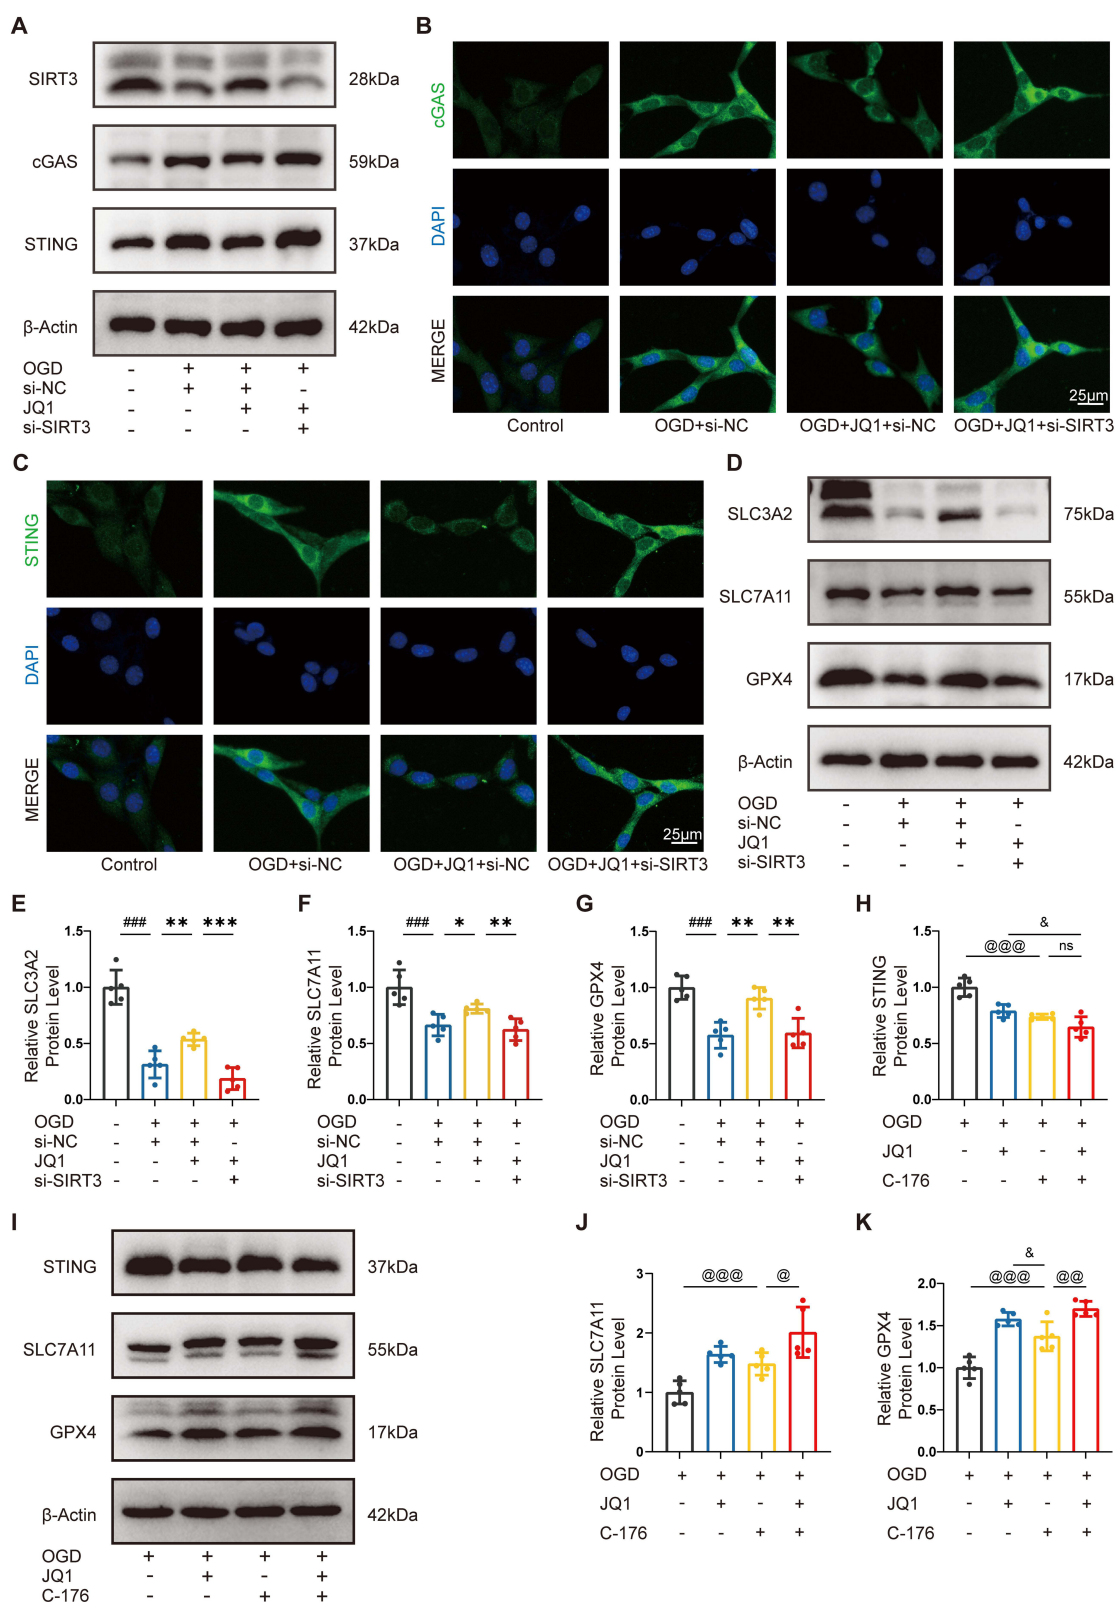 A
SIRT3 28kDa
cGAS 59kDa
STING 37kDa
β-Actin 42kDa
OGD - + + +
si-NC - + + -
JQ1 - - + +
si-SIRT3 - - - +
B
cGAS
DAPI
MERGE
25μm
Control OGD+si-NC OGD+JQ1+si-NC OGD+JQ1+si-SIRT3
C
STING
DAPI
MERGE
25μm
Control OGD+si-NC OGD+JQ1+si-NC OGD+JQ1+si-SIRT3
D
SLC3A2 75kDa
SLC7A11 55kDa
GPX4 17kDa
β-Actin 42kDa
OGD - + + +
si-NC - + + -
JQ1 - - + +
si-SIRT3 - - - +
E
### ** ***
Relative SLC3A2
Protein Level
1.5
1.0
0.5
0.0
OGD - + + +
si-NC - + + -
JQ1 - - + +
si-SIRT3 - - - +
F
### * **
Relative SLC7A11
Protein Level
1.5
1.0
0.5
0.0
OGD - + + +
si-NC - + + -
JQ1 - - + +
si-SIRT3 - - - +
G
### ** **
Relative GPX4
Protein Level
1.5
1.0
0.5
0.0
OGD - + + +
si-NC - + + -
JQ1 - - + +
si-SIRT3 - - - +
H
&
@@@ ns
Relative STING
Protein Level
1.5
1.0
0.5
0.0
OGD + + + +
JQ1 - + - +
C-176 - - + +
I
STING 37kDa
SLC7A11 55kDa
GPX4 17kDa
β-Actin 42kDa
OGD + + + +
JQ1 - + - +
C-176 - - + +
J
@@@ @
Relative SLC7A11
Protein Level
3
2
1
0
OGD + + + +
JQ1 - + - +
C-176 - - + +
K
&
@@@ @@
Relative GPX4
Protein Level
2.0
1.5
1.0
0.5
0.0
OGD + + + +
JQ1 - + - +
C-176 - - + +